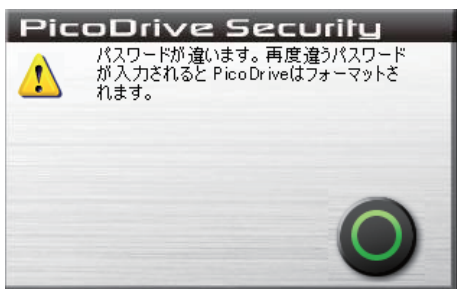 PicoDrive Security
パスワードが違います。再度違うパスワード
が入力されると PicoDriveはフォーマットさ
れます。